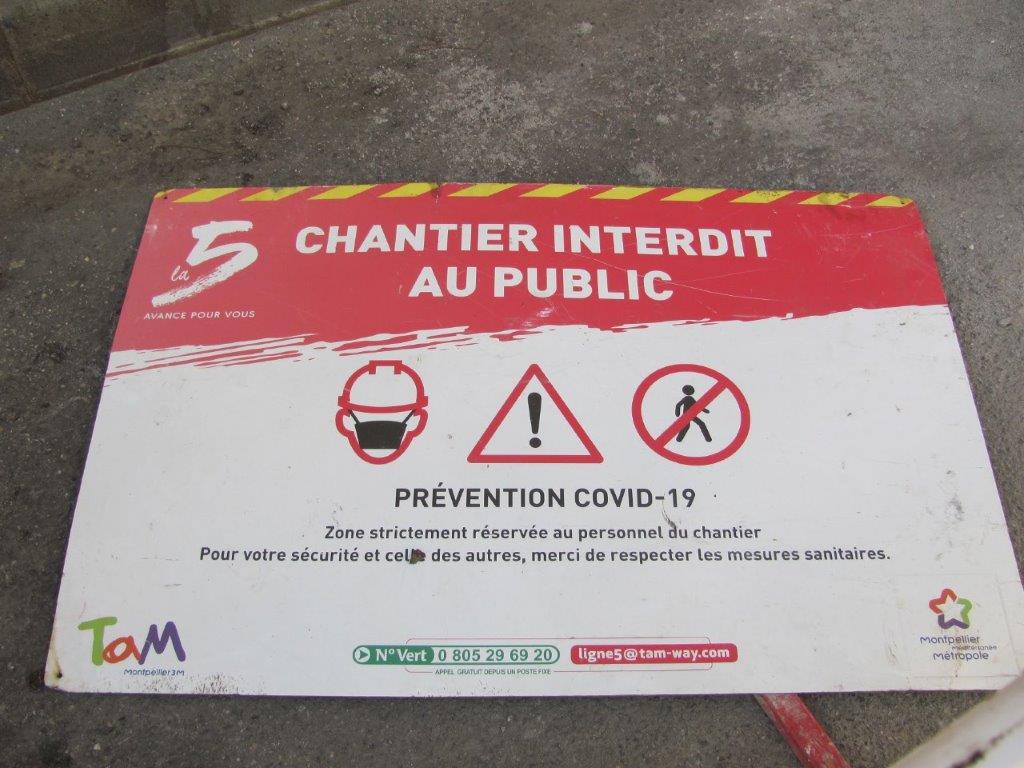 la 5
AVANCE POUR VOUS
CHANTIER INTERDIT
AU PUBLIC
PRÉVENTION COVID-19
Zone strictement réservée au personnel du chantier
Pour votre sécurité et celle des autres, merci de respecter les mesures sanitaires.
TaM
Montpellier3M
N° Vert 0 805 29 69 20
APPEL GRATUIT DEPUIS UN POSTE FIXE
ligne5@tam-way.com
montpellier
méditerranée
métropole